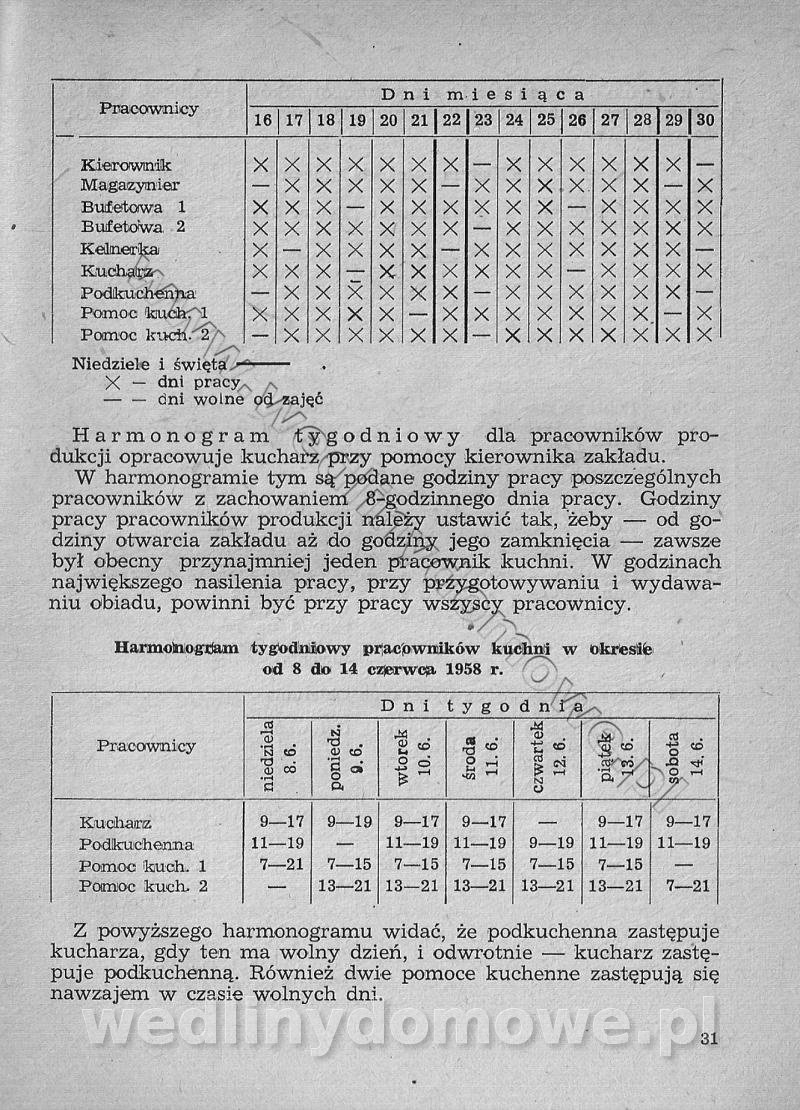 Pracownicy
Dni miesiąca
16 17 18 19 20 21 22 23 24 25 26 27 28 29 30
Kierownik X X X X X X X — X X X X X X —
Magazynier — X X X X X — X X X X X X — X
Bufetowa 1 X X X — X X X X X X — X X X X
Bufetowa 2 X X X X X X X — X X X X X X X
Kelnerka X — X X X X — X X X X X X X —
Kucharz X X X — X X X X X X — X X X X
Podkuchenna — X X X X X X — X X X X X X —
Pomoc kuch. 1 X X X X X — X X X X X X X — X
Pomoc kuch. 2 — X X X X X X — X X X X X X X
Niedziele i święta ———
X — dni pracy
— — dni wolne od zajęć
Harmonogram tygodniowy dla pracowników pro-
dukcji opracowuje kucharz przy pomocy kierownika zakładu.
W harmonogramie tym są podane godziny pracy poszczególnych
pracowników z zachowaniem 8-godzinnego dnia pracy. Godziny
pracy pracowników produkcji należy ustawić tak, żeby — od go-
dziny otwarcia zakładu aż do godziny jego zamknięcia — zawsze
był obecny przynajmniej jeden pracownik kuchni. W godzinach
największego nasilenia pracy, przy przygotowywaniu i wydawa-
niu obiadu, powinni być przy pracy wszyscy pracownicy.
Harmonogram tygodniowy pracowników kuchni w okresie
od 8 do 14 czerwca 1958 r.
Pracownicy
Dni tygodnia
niedziela 8. 6. poniedz. 9. 6. wtorek 10. 6. środa 11. 6. czwartek 12. 6. piątek 13. 6. sobota 14. 6.
Kucharz 9—17 9—19 9—17 9—17 — 9—17 9—17
Podkuchenna 11—19 — 11—19 11—19 9—19 11—19 11—19
Pomoc kuch. 1 7—21 7—15 7—15 7—15 7—15 7—15 —
Pomoc kuch. 2 — 13—21 13—21 13—21 13—21 13—21 7—21
Z powyższego harmonogramu widać, że podkuchenna zastępuje
kucharza, gdy ten ma wolny dzień, i odwrotnie — kucharz zastę-
puje podkuchenną. Również dwie pomoce kuchenne zastępują się
nawzajem w czasie wolnych dni.
wedlinydomowe.pl
31